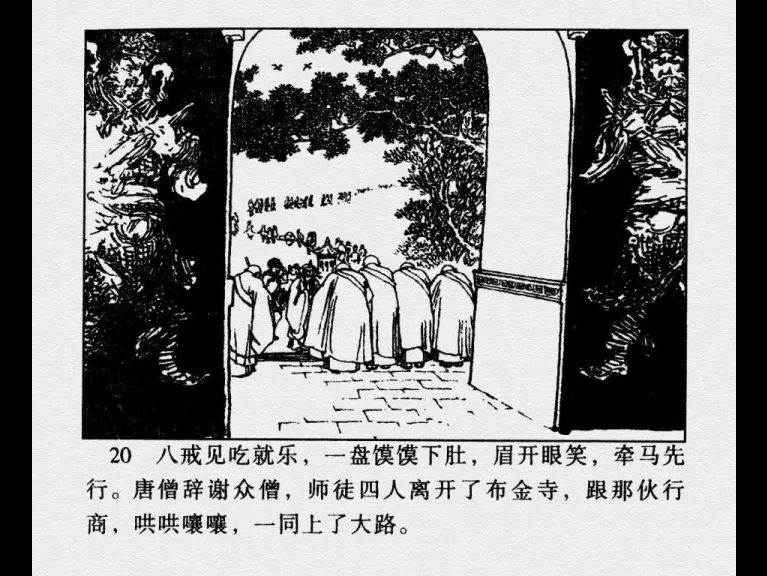 20 八戒见吃就乐，一盘馍馍下肚，眉开眼笑，牵马先
行。唐僧辞谢众僧，师徒四人离开了布金寺，跟那伙行
商，哄哄嚷嚷，一同上了大路。